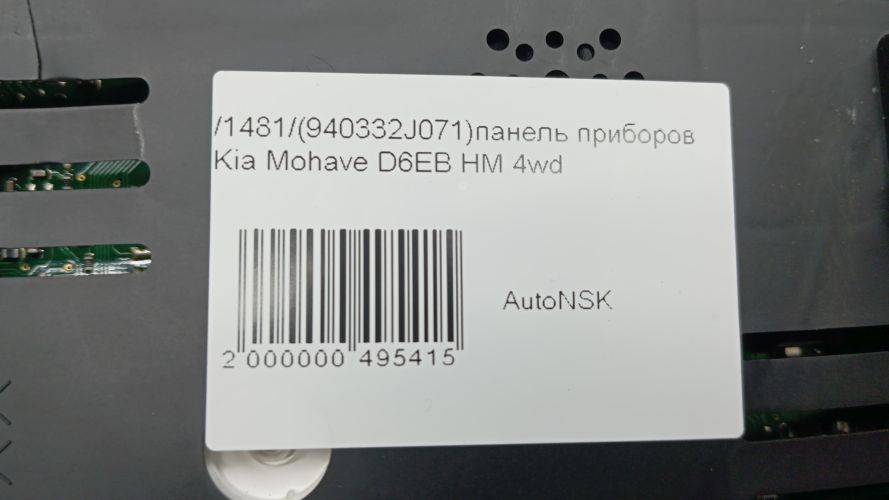 /1481/(940332J071)панель приборов
Kia Mohave D6EB HM 4wd
AutoNSK
2 000000 495415